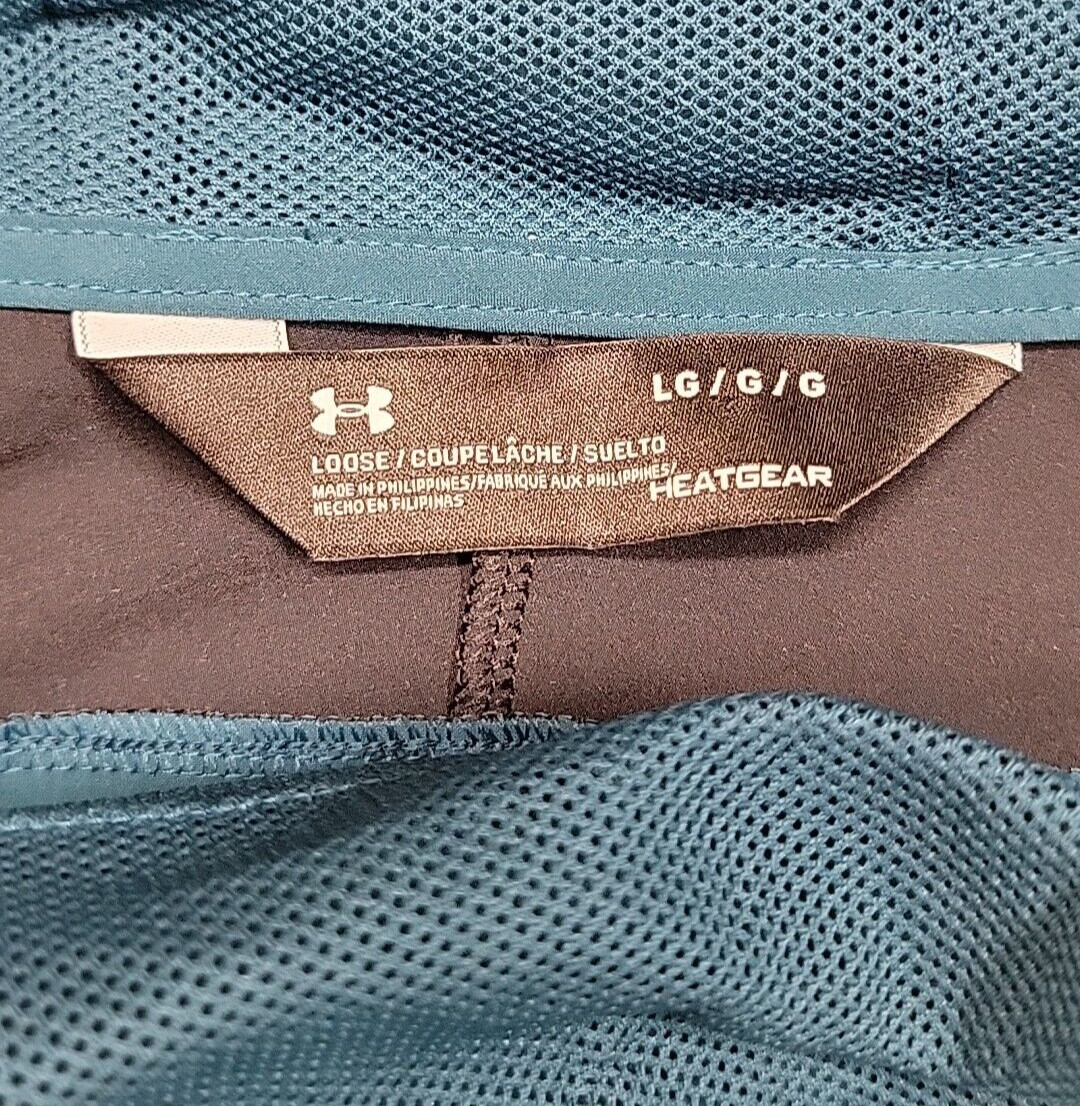 LG / G / G
LOOSE / COUPE LÂCHE / SUELTO
MADE IN PHILIPPINES/FABRIQUE AUX PHILIPPINES/
HECHO EN FILIPINAS
HEATGEAR